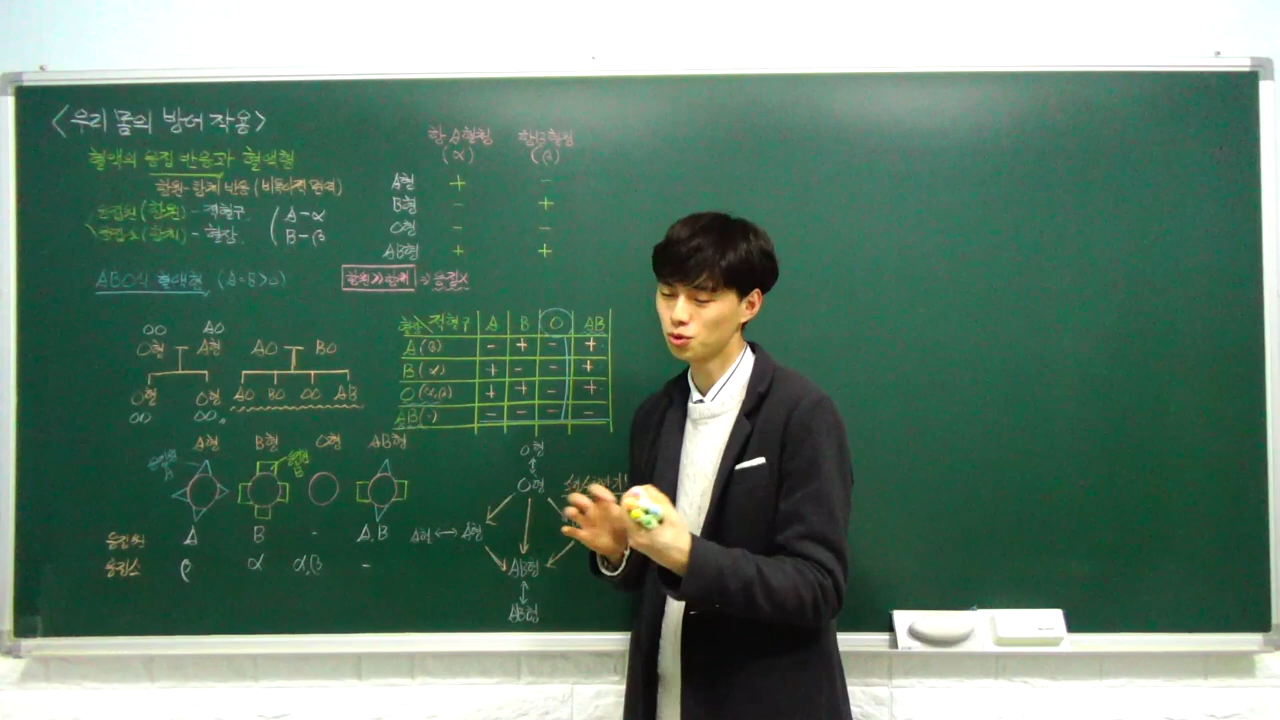 <우리 몸의 방어 작용>
혈액의 응집 반응과 혈액형
항원-항체 반응 (비특이적 면역)
응집원(항원) - 적혈구
응집소(항체) - 혈장
A-α
B-β
항 A혈청 항B혈청
(α) (β)
A형 + -
B형 - +
O형 - -
AB형 + +
ABO식 혈액형 (A=B>O)
항원≫항체 → 응집X
OO AO
O형 A형 AO BO
O형 O형 AO BO OO AB
OO OO
혈장\적혈구 A B O AB
A(β) - + - +
B(α) + - - +
O(α,β) + + - +
AB(-) - - - -
A형 B형 O형 AB형
응집원
B
응집원 A B - A,B
응집소 β α α,β -
O형
O형
A형 ↔ A형
AB형
AB형